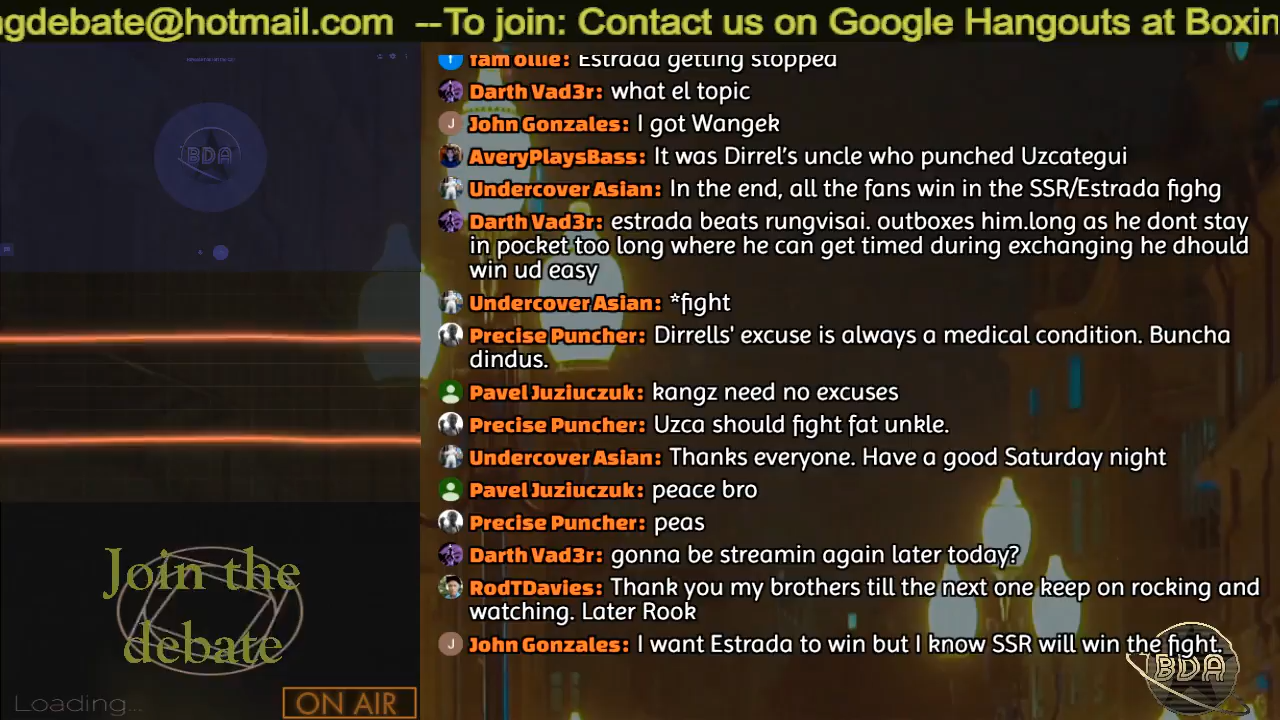 ngdebate@hotmail.com --To join: Contact us on Google Hangouts at Boxin
BDA
fam ollie: Estrada getting stopped
Darth Vad3r: what el topic
J John Gonzales: I got Wangek
AveryPlaysBass: It was Dirrel's uncle who punched Uzcategui
Undercover Asian: In the end, all the fans win in the SSR/Estrada fighg
Darth Vad3r: estrada beats rungvisai. outboxes him.long as he dont stay
in pocket too long where he can get timed during exchanging he dhould
win ud easy
Undercover Asian: *fight
Precise Puncher: Dirrells' excuse is always a medical condition. Buncha
dindus.
Pavel Juziuczuk: kangz need no excuses
Precise Puncher: Uzca should fight fat unkle.
Undercover Asian: Thanks everyone. Have a good Saturday night
Pavel Juziuczuk: peace bro
Precise Puncher: peas
Darth Vad3r: gonna be streamin again later today?
RodTDavies: Thank you my brothers till the next one keep on rocking and
watching. Later Rook
J John Gonzales: I want Estrada to win but I know SSR will win the fight.
Join the
debate
Loading...
ON AIR
BDA